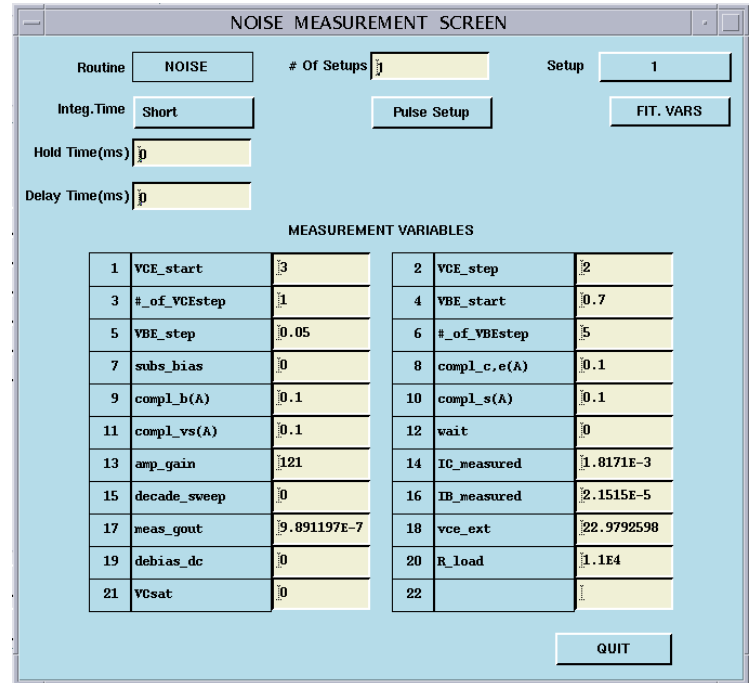 NOISE MEASUREMENT SCREEN
Routine NOISE # Of Setups 1 Setup 1
Integ.Time Short Pulse Setup FIT. VARS
Hold Time(ms) 0
Delay Time(ms) 0
MEASUREMENT VARIABLES
1 VCE_start 3 2 VCE_step 2
3 #_of_VCEstep 1 4 VBE_start 0.7
5 VBE_step 0.05 6 #_of_VBEstep 5
7 subs_bias 0 8 compl_c,e(A) 0.1
9 compl_b(A) 0.1 10 compl_s(A) 0.1
11 compl_vs(A) 0.1 12 wait 0
13 amp_gain 121 14 IC_measured 1.8171E-3
15 decade_sweep 0 16 IB_measured 2.1515E-5
17 meas_gout 9.891197E-7 18 vce_ext 22.9792598
19 debias_dc 0 20 R_load 1.1E4
21 VCsat 0 22
QUIT